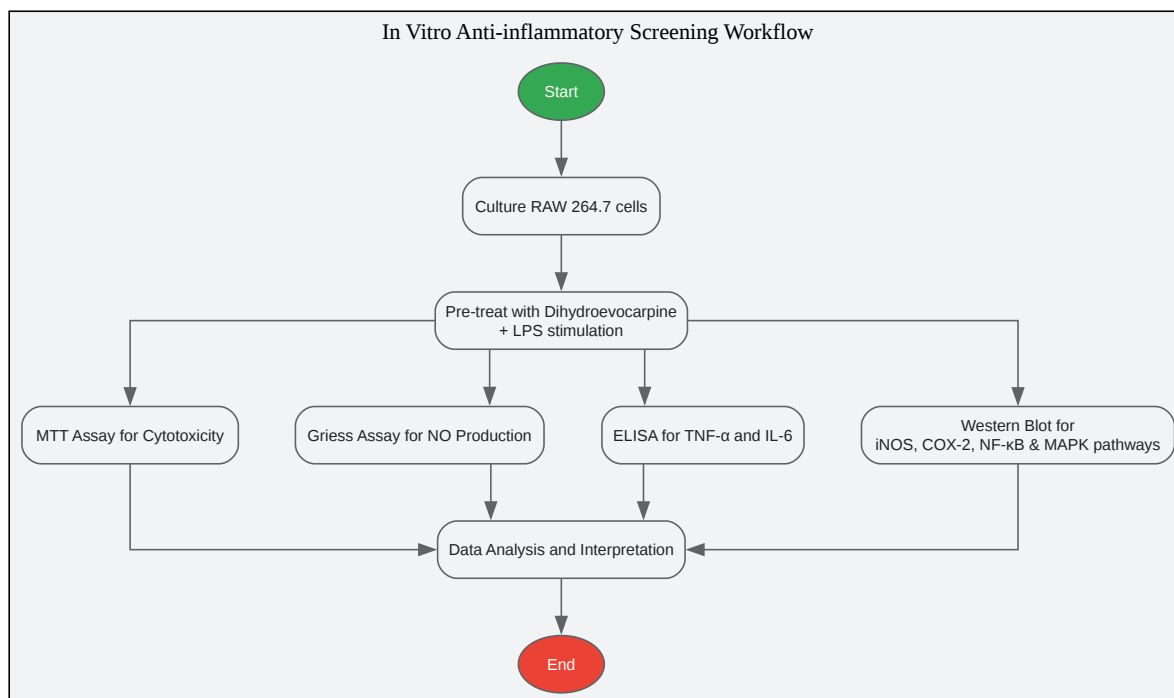 In Vitro Anti-inflammatory Screening Workflow
Start
Culture RAW 264.7 cells
Pre-treat with Dihydroevocarpine
+ LPS stimulation
MTT Assay for Cytotoxicity
Griess Assay for NO Production
ELISA for TNF-α and IL-6
Western Blot for
iNOS, COX-2, NF-κB & MAPK pathways
Data Analysis and Interpretation
End